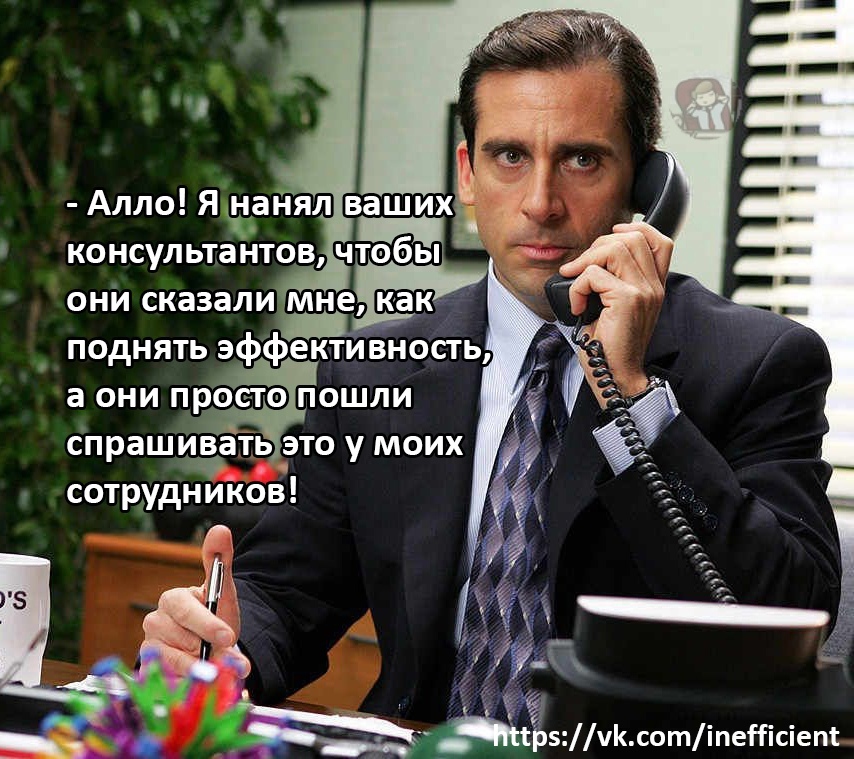 - Алло! Я нанял ваших
консультантов, чтобы
они сказали мне, как
поднять эффективность,
а они просто пошли
спрашивать это у моих
сотрудников!
'S
https://vk.com/inefficient